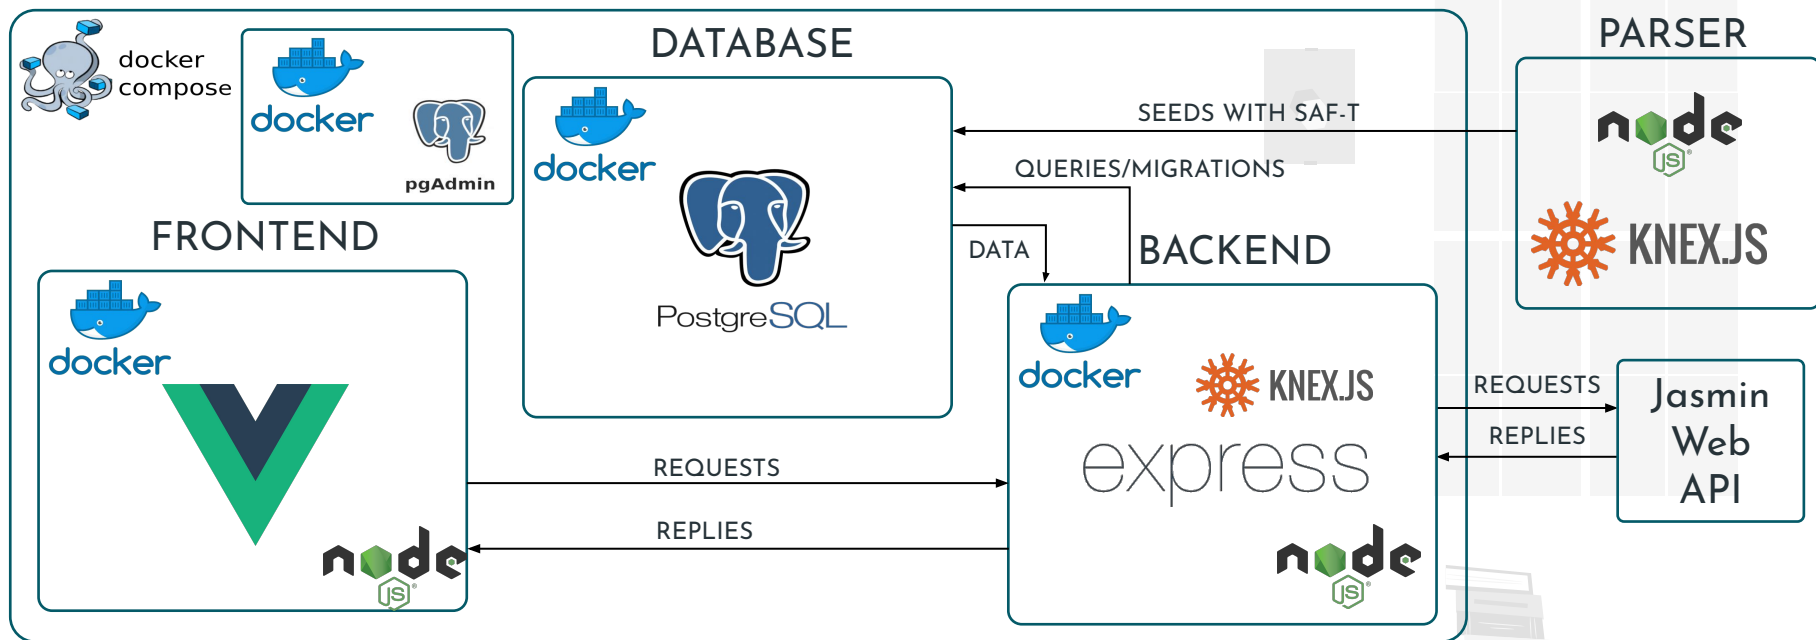 docker
compose
docker
pgAdmin
DATABASE
docker
PostgreSQL
PARSER
node
JS
KNEX.JS
SEEDS WITH SAF-T
QUERIES/MIGRATIONS
DATA
FRONTEND
docker
node
JS
BACKEND
docker
KNEX.JS
express
node
JS
REQUESTS
REPLIES
REQUESTS
REPLIES
Jasmin
Web
API